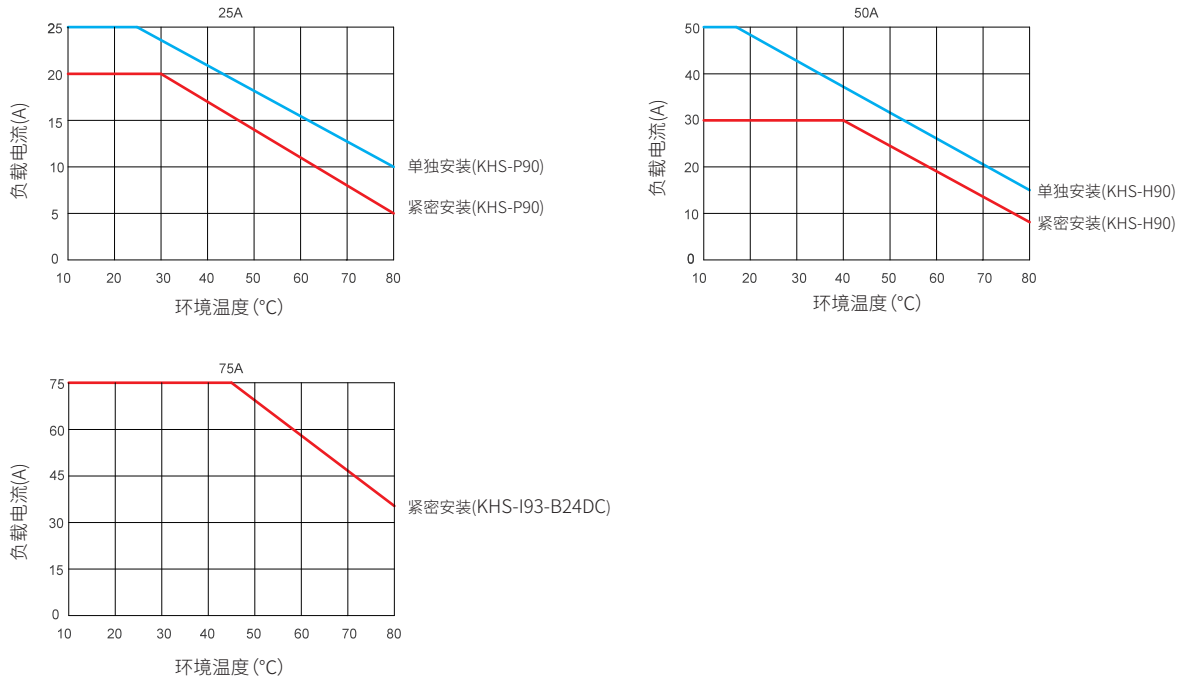 25A
负载电流(A)
25
20
15
10
5
0
10 20 30 40 50 60 70 80
环境温度(℃)
单独安装(KHS-P90)
紧密安装(KHS-P90)
50A
负载电流(A)
50
40
30
20
10
0
10 20 30 40 50 60 70 80
环境温度(℃)
单独安装(KHS-H90)
紧密安装(KHS-H90)
75A
负载电流(A)
75
60
45
30
15
0
10 20 30 40 50 60 70 80
环境温度(℃)
紧密安装(KHS-I93-B24DC)